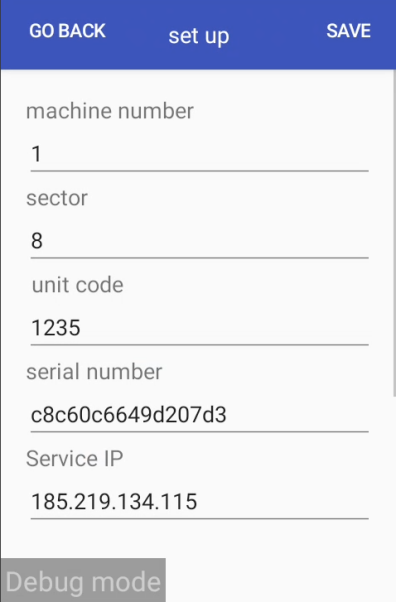 GO BACK set up SAVE
machine number
1
sector
8
unit code
1235
serial number
c8c60c6649d207d3
Service IP
185.219.134.115
Debug mode